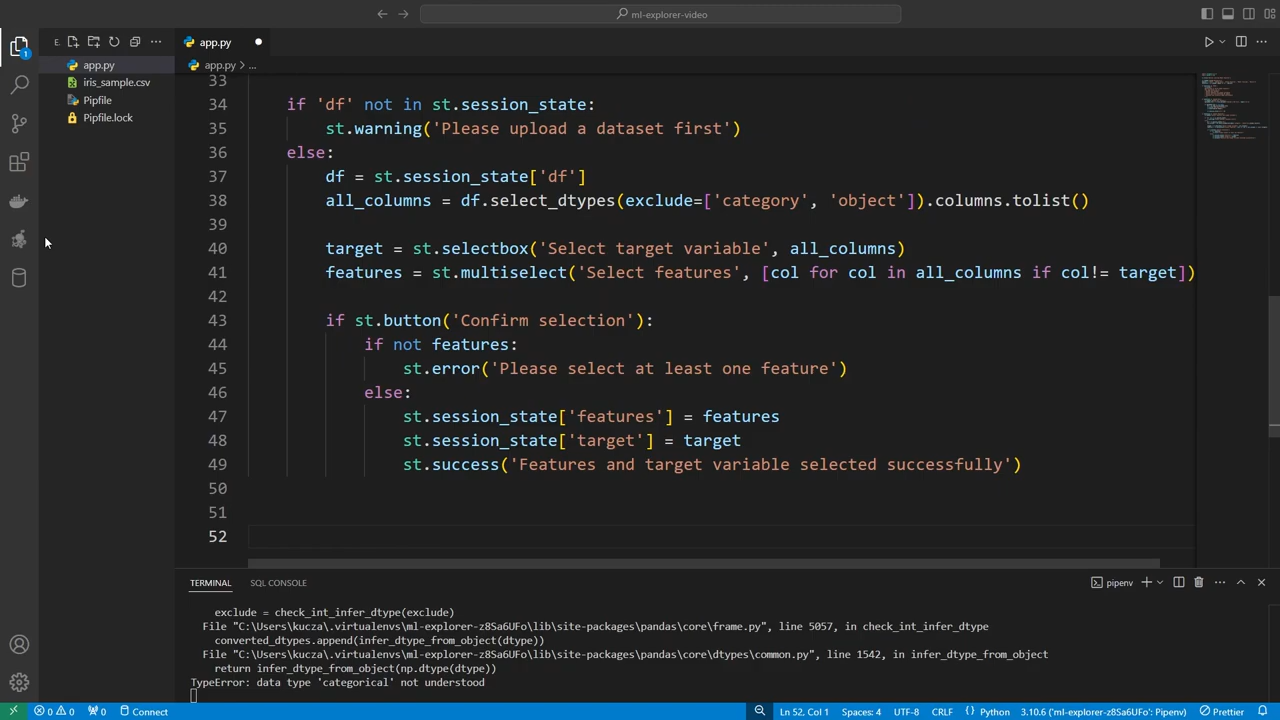 ml-explorer-video
E.
app.py
app.py
iris_sample.csv
Pipfile
Pipfile.lock
1
app.py > ...
33
34 if 'df' not in st.session_state:
35 st.warning('Please upload a dataset first')
36 else:
37 df = st.session_state['df']
38 all_columns = df.select_dtypes(exclude=['category', 'object']).columns.tolist()
39
40 target = st.selectbox('Select target variable', all_columns)
41 features = st.multiselect('Select features', [col for col in all_columns if col!= target])
42
43 if st.button('Confirm selection'):
44 if not features:
45 st.error('Please select at least one feature')
46 else:
47 st.session_state['features'] = features
48 st.session_state['target'] = target
49 st.success('Features and target variable selected successfully')
50
51
52
TERMINAL SQL CONSOLE pipenv
exclude = check_int_infer_dtype(exclude)
File "C:\Users\kucza\.virtualenvs\ml-explorer-z8Sa6UFo\lib\site-packages\pandas\core\frame.py", line 5057, in check_int_infer_dtype
converted_dtypes.append(infer_dtype_from_object(dtype))
File "C:\Users\kucza\.virtualenvs\ml-explorer-z8Sa6UFo\lib\site-packages\pandas\core\dtypes\common.py", line 1542, in infer_dtype_from_object
return infer_dtype_from_object(np.dtype(dtype))
TypeError: data type 'categorical' not understood
0 0 0 Connect Ln 52, Col 1 Spaces: 4 UTF-8 CRLF Python 3.10.6 ('ml-explorer-z8Sa6UFo': Pipenv) Prettier